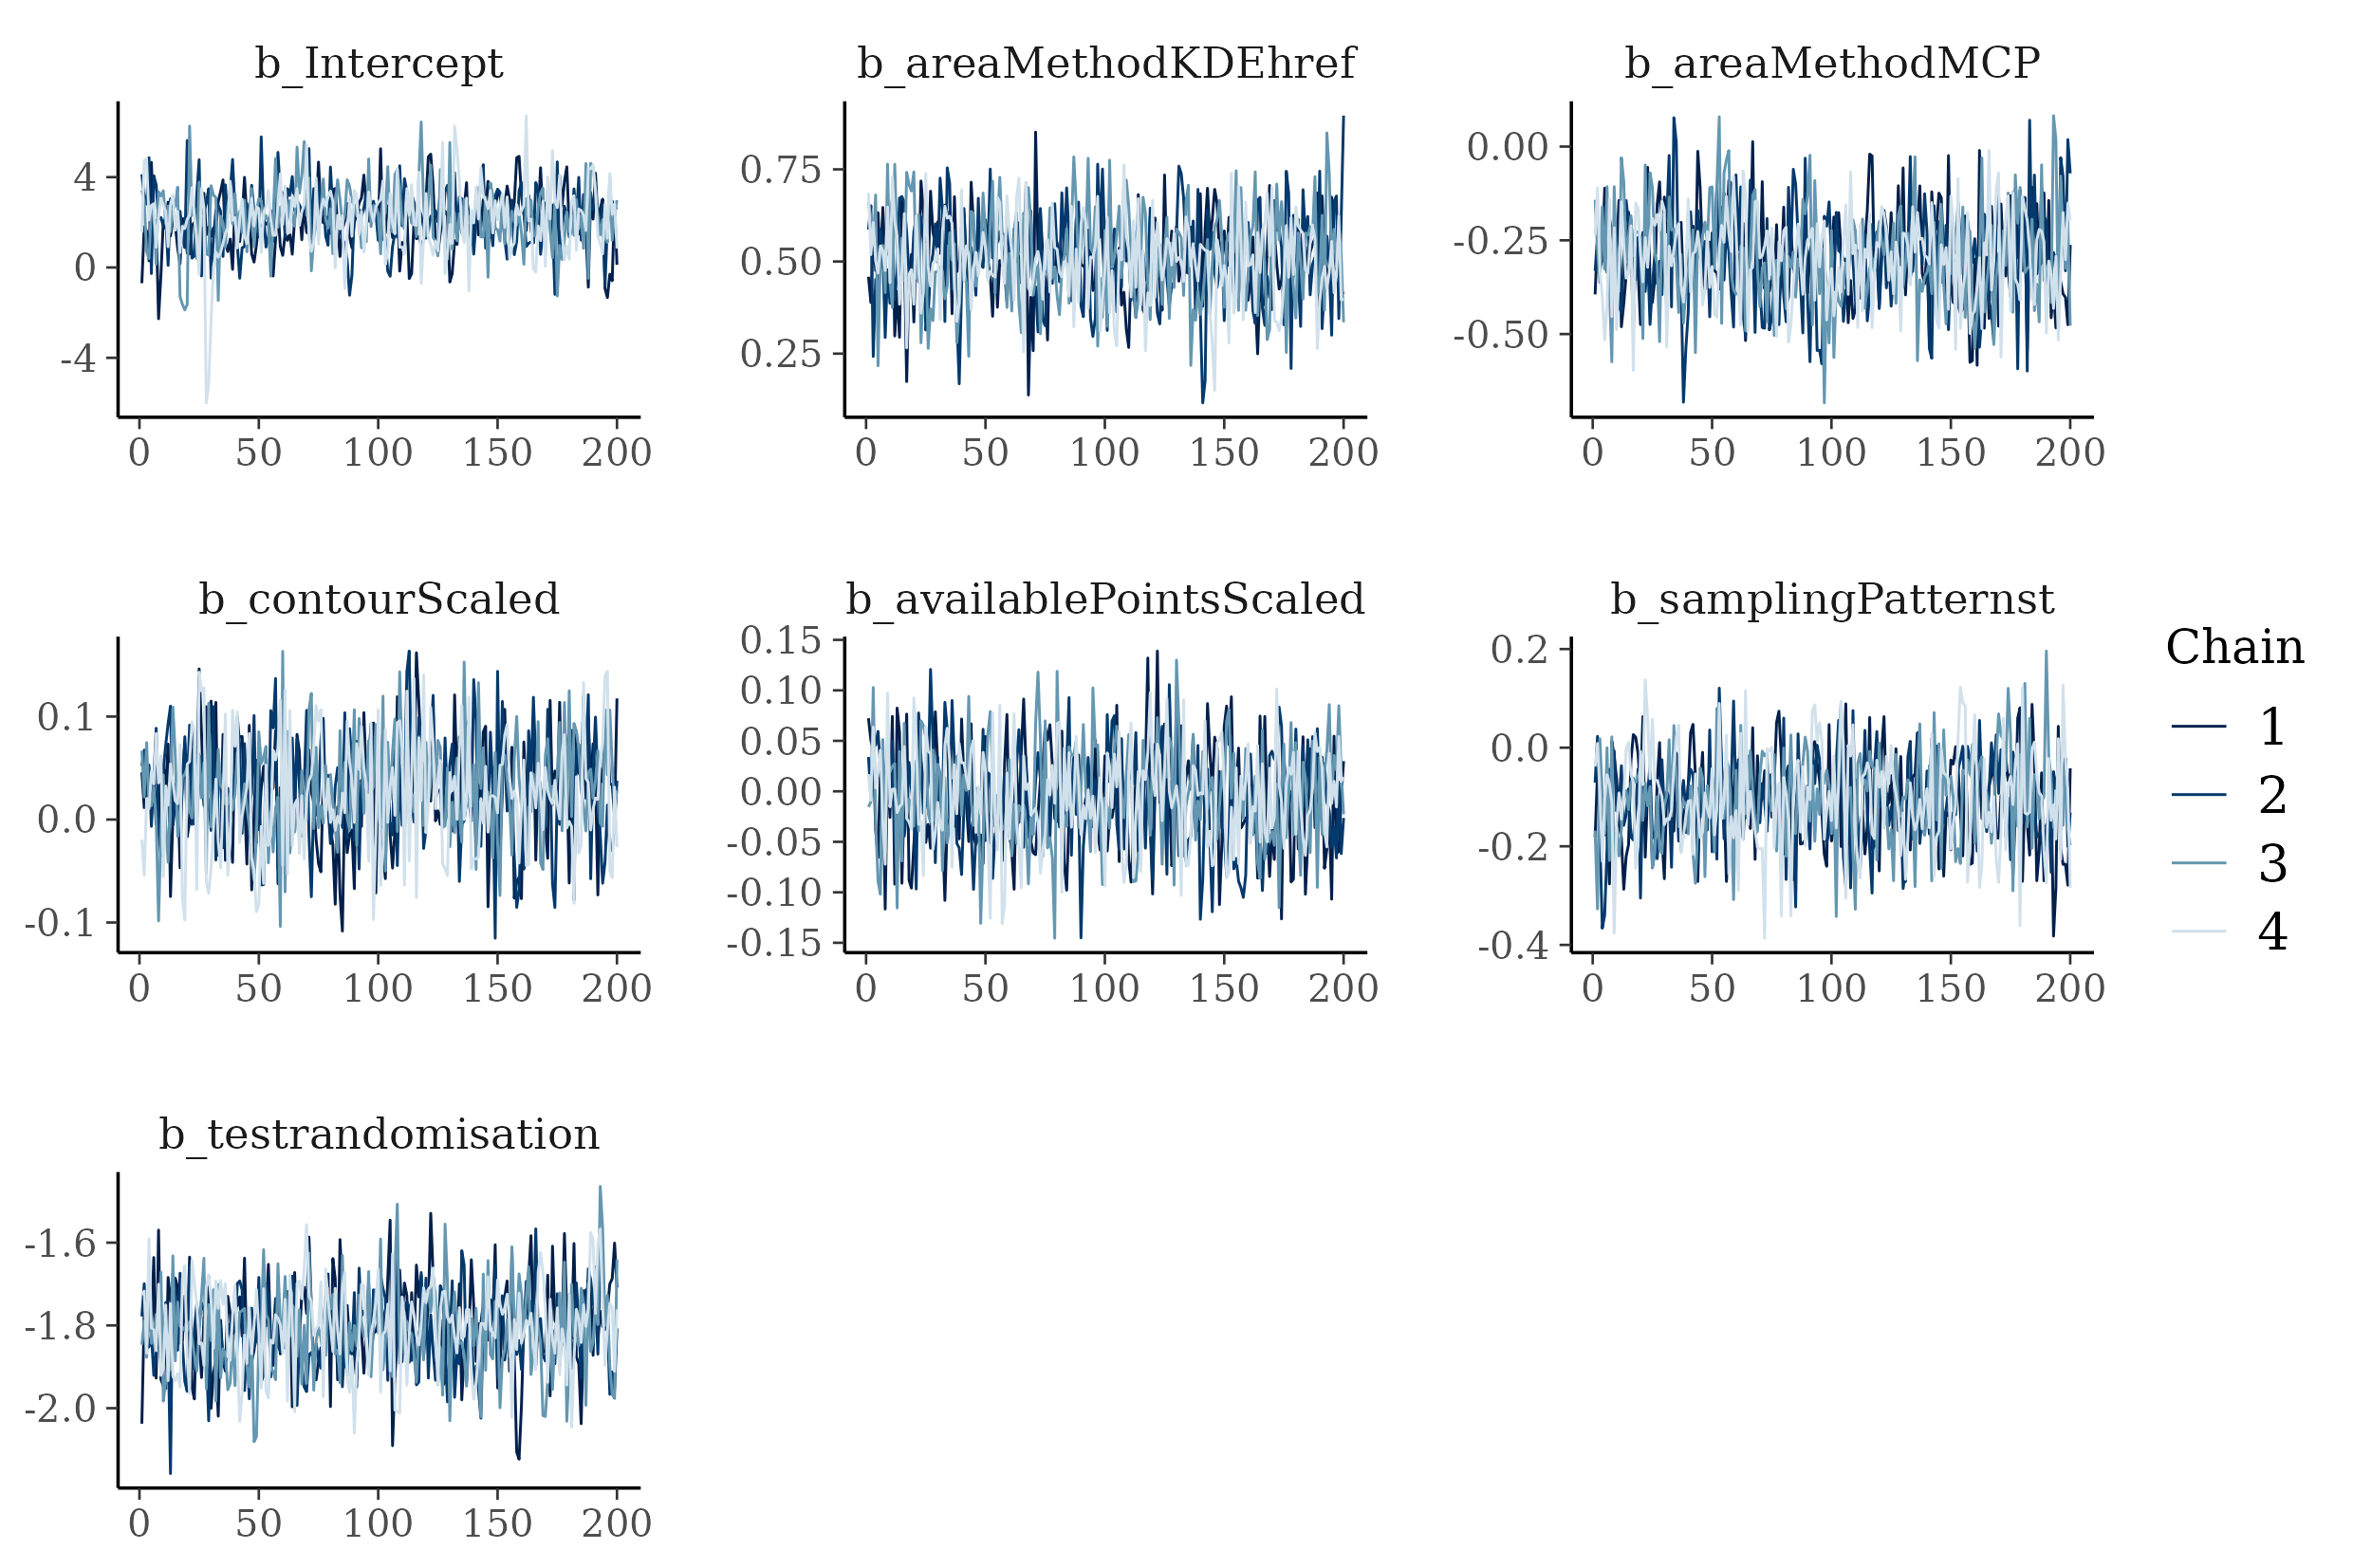 b_Intercept b_areaMethodKDEhref b_areaMethodMCP
4
0
-4
0 50 100 150 200
0.75
0.50
0.25
0 50 100 150 200
0.00
-0.25
-0.50
0 50 100 150 200
b_contourScaled b_availablePointsScaled b_samplingPatternst
0.1
0.0
-0.1
0 50 100 150 200
0.15
0.10
0.05
0.00
-0.05
-0.10
-0.15
0 50 100 150 200
0.2
0.0
-0.2
-0.4
0 50 100 150 200
Chain
1
2
3
4
b_testrandomisation
-1.6
-1.8
-2.0
0 50 100 150 200